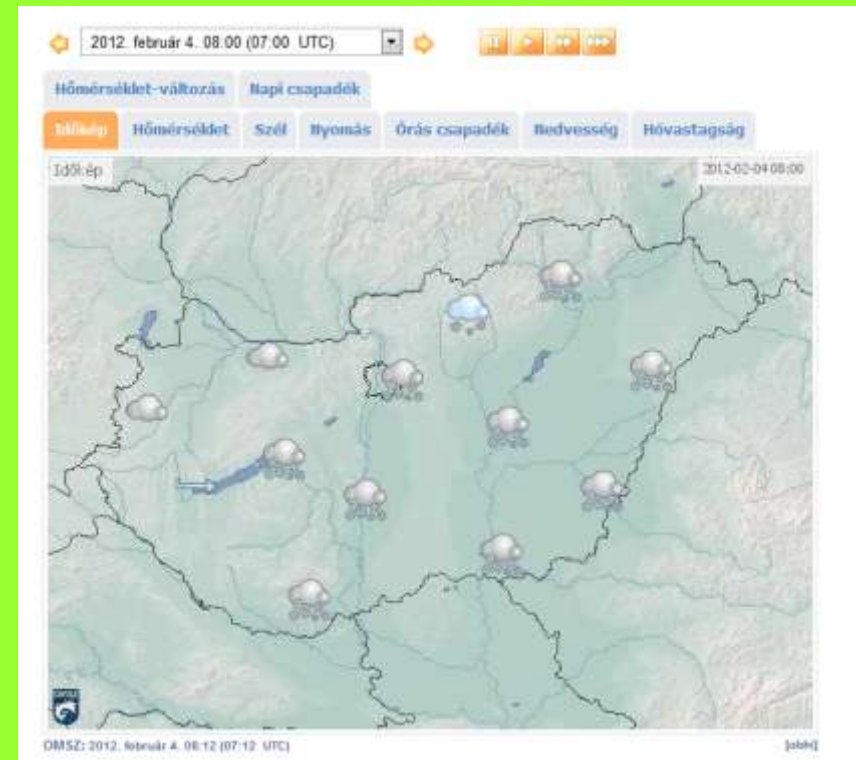 2012. február 4. 08:00 (07:00 UTC)
Hőmérséklet-változás Napi csapadék
Időkép Hőmérséklet Szél Nyomás Órás csapadék Nedvesség Hóvastagság
Időkép 2012-02-04 08:00
OMSZ
OMSZ: 2012. február 4. 08:12 (07:12 UTC)